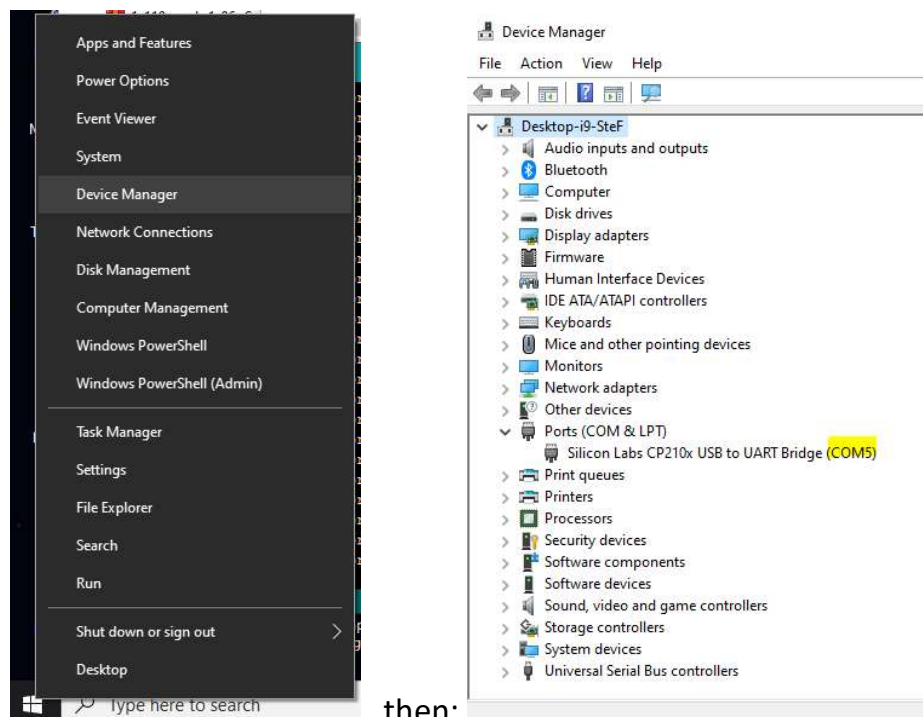 Apps and Features
Power Options
Event Viewer
System
Device Manager
Network Connections
Disk Management
Computer Management
Windows PowerShell
Windows PowerShell (Admin)
Task Manager
Settings
File Explorer
Search
Run
Shut down or sign out
Desktop
Type here to search
then:
Device Manager
File Action View Help
Desktop-i9-SteF
Audio inputs and outputs
Bluetooth
Computer
Disk drives
Display adapters
Firmware
Human Interface Devices
IDE ATA/ATAPI controllers
Keyboards
Mice and other pointing devices
Monitors
Network adapters
Other devices
Ports (COM & LPT)
Silicon Labs CP210x USB to UART Bridge (COM5)
Print queues
Printers
Processors
Security devices
Software components
Software devices
Sound, video and game controllers
Storage controllers
System devices
Universal Serial Bus controllers